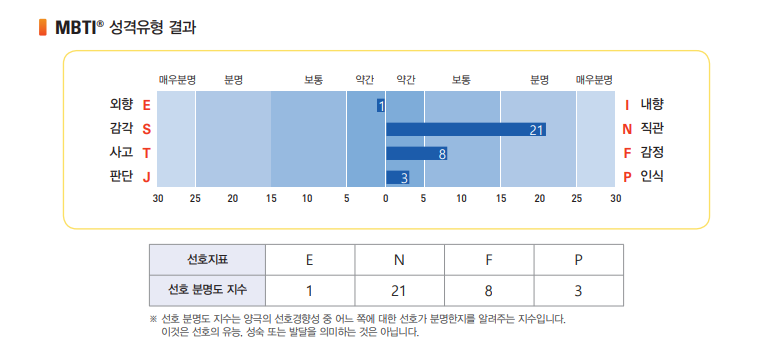 MBTI® 성격유형 결과
매우분명 분명 보통 약간 약간 보통 분명 매우분명
외향 E 1 I 내향
감각 S 21 N 직관
사고 T 8 F 감정
판단 J 3 P 인식
30 25 20 15 10 5 0 5 10 15 20 25 30
선호지표 E N F P
선호 분명도 지수 1 21 8 3
※ 선호 분명도 지수는 양극의 선호경향성 중 어느 쪽에 대한 선호가 분명한지를 알려주는 지수입니다.
이것은 선호의 유능, 성숙 또는 발달을 의미하는 것은 아닙니다.